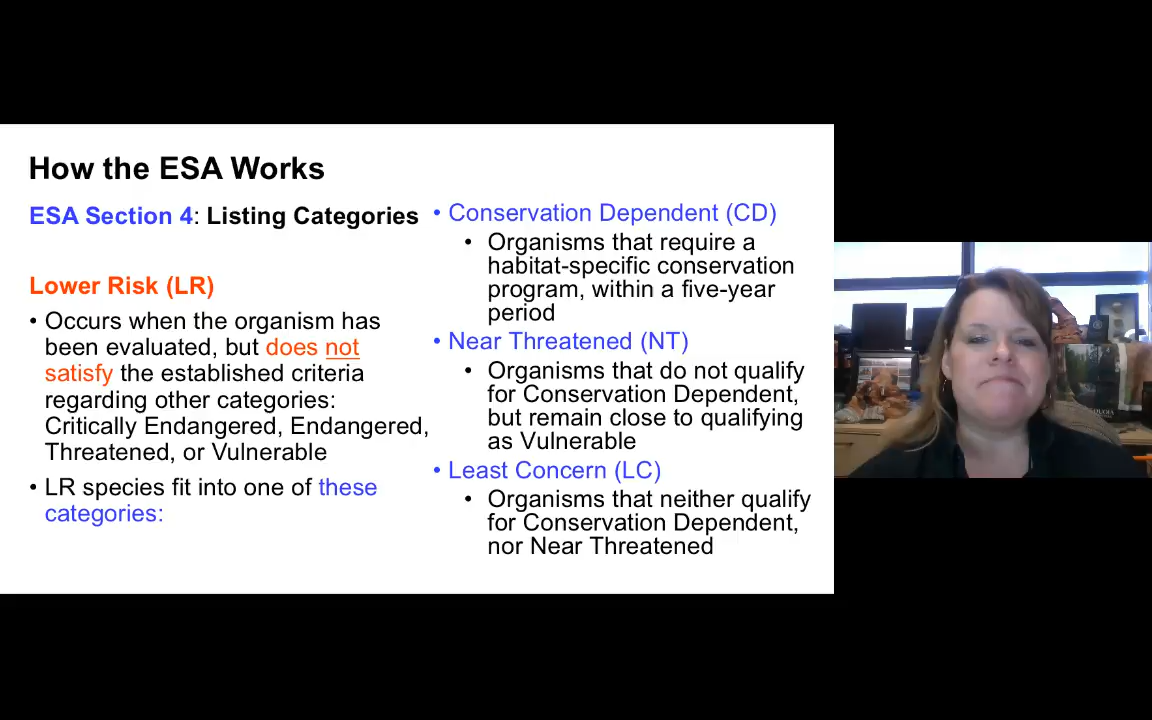 How the ESA Works
ESA Section 4: Listing Categories
Lower Risk (LR)
• Occurs when the organism has
been evaluated, but does not
satisfy the established criteria
regarding other categories:
Critically Endangered, Endangered,
Threatened, or Vulnerable
• LR species fit into one of these
categories:
• Conservation Dependent (CD)
• Organisms that require a
habitat-specific conservation
program, within a five-year
period
• Near Threatened (NT)
• Organisms that do not qualify
for Conservation Dependent,
but remain close to qualifying
as Vulnerable
• Least Concern (LC)
• Organisms that neither qualify
for Conservation Dependent,
nor Near Threatened